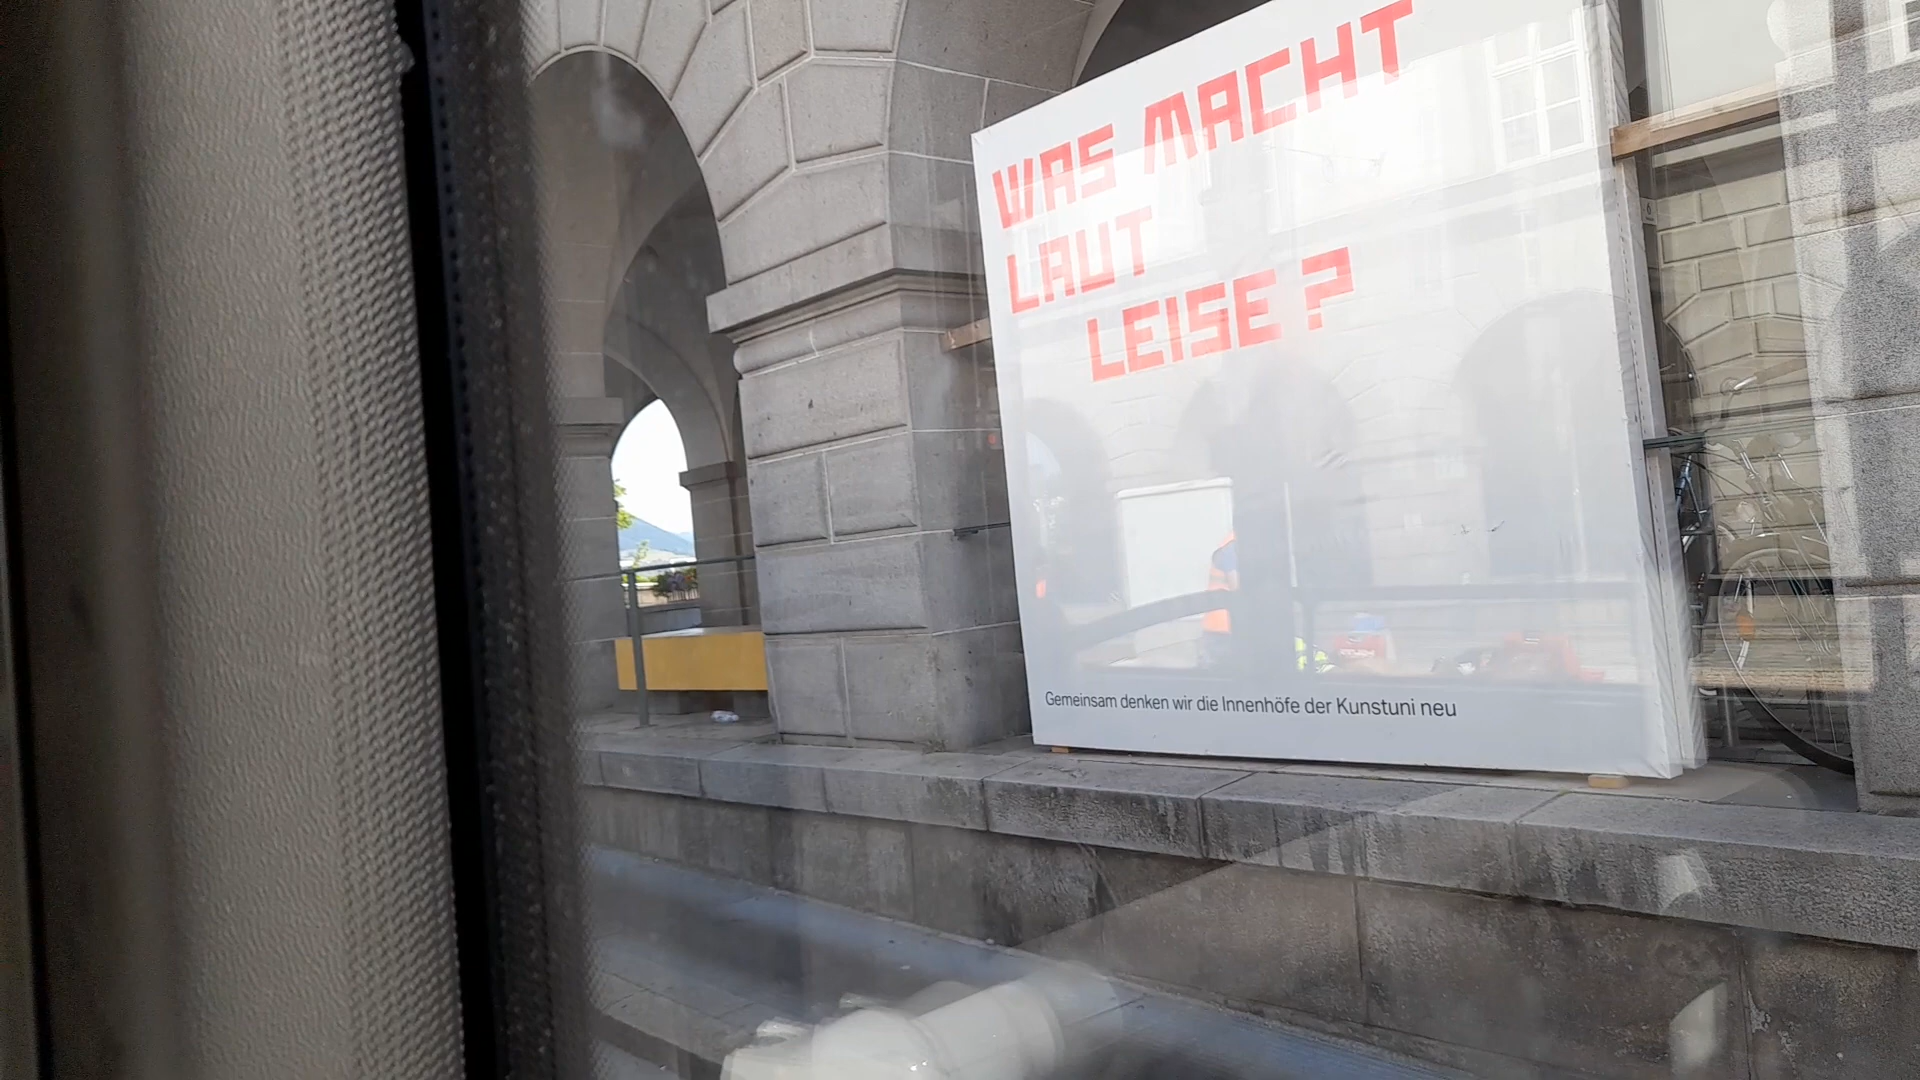 WAS MACHT
LAUT
LEISE?
Gemeinsam denken wir die Innenhöfe der Kunstuni neu